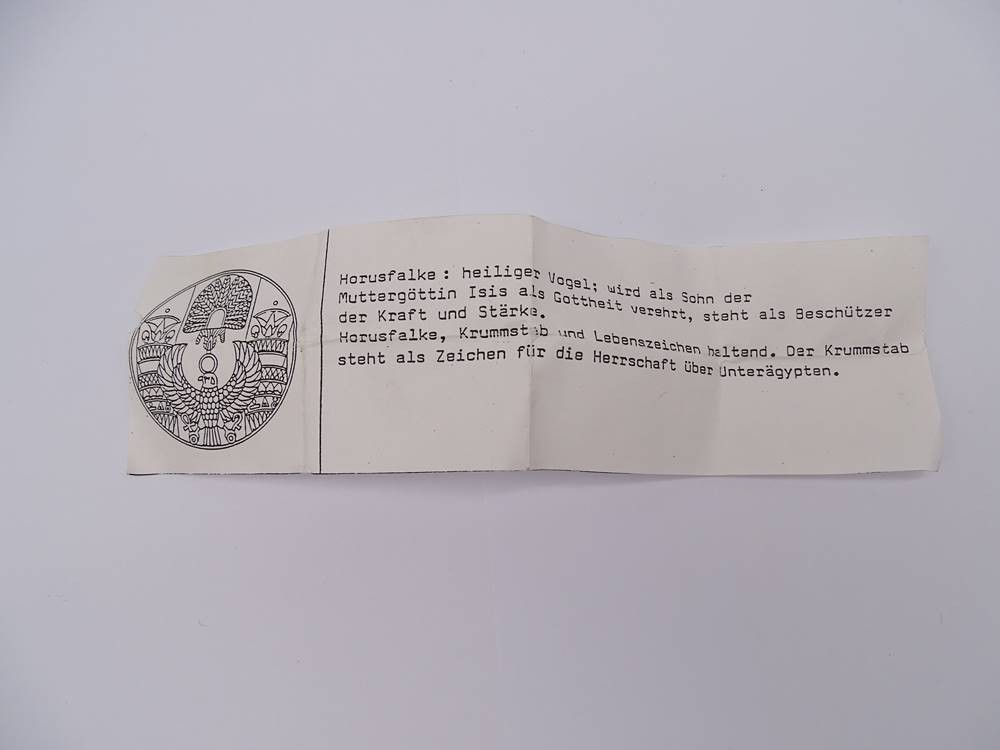 Horusfalke: heiliger Vogel; wird als Sohn der
Muttergöttin Isis als Gottheit verehrt, steht als Beschützer
der Kraft und Stärke.
Horusfalke, Krummstab und Lebenszeichen haltend. Der Krummstab
steht als Zeichen für die Herrschaft über Unterägypten.